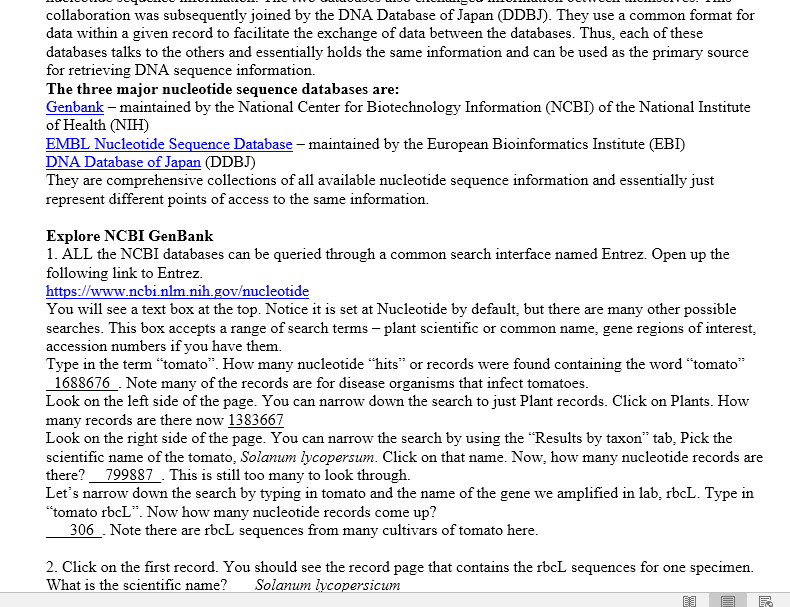 nucleotide sequence information. The two databases also exchanged information between themselves. This
collaboration was subsequently joined by the DNA Database of Japan (DDBJ). They use a common format for
data within a given record to facilitate the exchange of data between the databases. Thus, each of these
databases talks to the others and essentially holds the same information and can be used as the primary source
for retrieving DNA sequence information.
The three major nucleotide sequence databases are:
Genbank – maintained by the National Center for Biotechnology Information (NCBI) of the National Institute
of Health (NIH)
EMBL Nucleotide Sequence Database – maintained by the European Bioinformatics Institute (EBI)
DNA Database of Japan (DDBJ)
They are comprehensive collections of all available nucleotide sequence information and essentially just
represent different points of access to the same information.
Explore NCBI GenBank
1. ALL the NCBI databases can be queried through a common search interface named Entrez. Open up the
following link to Entrez.
https://www.ncbi.nlm.nih.gov/nucleotide
You will see a text box at the top. Notice it is set at Nucleotide by default, but there are many other possible
searches. This box accepts a range of search terms – plant scientific or common name, gene regions of interest,
accession numbers if you have them.
Type in the term “tomato”. How many nucleotide “hits” or records were found containing the word “tomato”
_1688676_. Note many of the records are for disease organisms that infect tomatoes.
Look on the left side of the page. You can narrow down the search to just Plant records. Click on Plants. How
many records are there now 1383667
Look on the right side of the page. You can narrow the search by using the “Results by taxon” tab, Pick the
scientific name of the tomato, Solanum lycopersum. Click on that name. Now, how many nucleotide records are
there? __799887_. This is still too many to look through.
Let’s narrow down the search by typing in tomato and the name of the gene we amplified in lab, rbcL. Type in
“tomato rbcL”. Now how many nucleotide records come up?
___306_. Note there are rbcL sequences from many cultivars of tomato here.
2. Click on the first record. You should see the record page that contains the rbcL sequences for one specimen.
What is the scientific name? Solanum lycopersicum